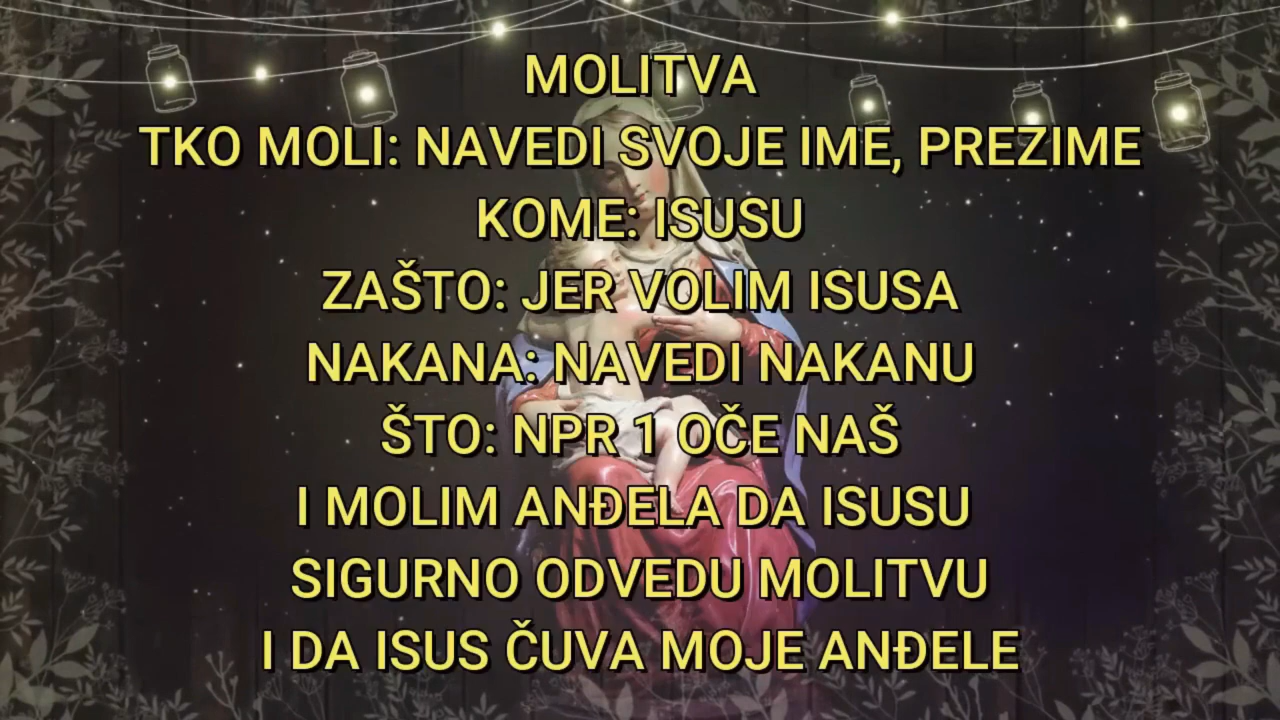 MOLITVA
TKO MOLI: NAVEDI SVOJE IME, PREZIME
KOME: ISUSU
ZAŠTO: JER VOLIM ISUSA
NAKANA: NAVEDI NAKANU
ŠTO: NPR 1 OČE NAŠ
I MOLIM ANĐELA DA ISUSU
SIGURNO ODVEDU MOLITVU
I DA ISUS ČUVA MOJE ANĐELE